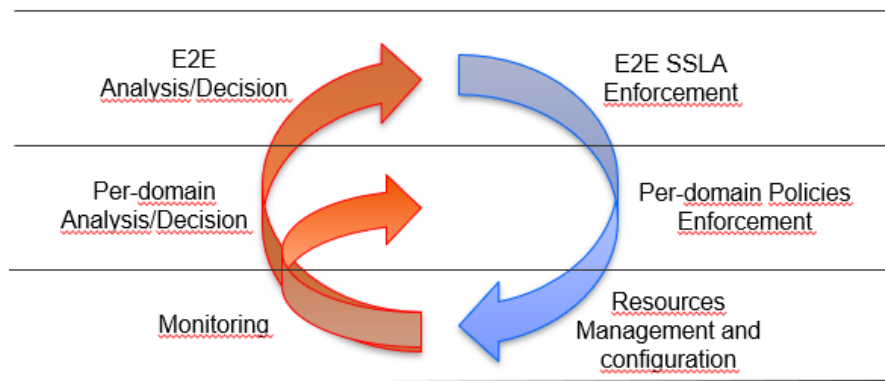 E2E
Analysis/Decision
E2E SSLA
Enforcement
Per-domain
Analysis/Decision
Per-domain Policies
Enforcement
Monitoring
Resources
Management and
configuration